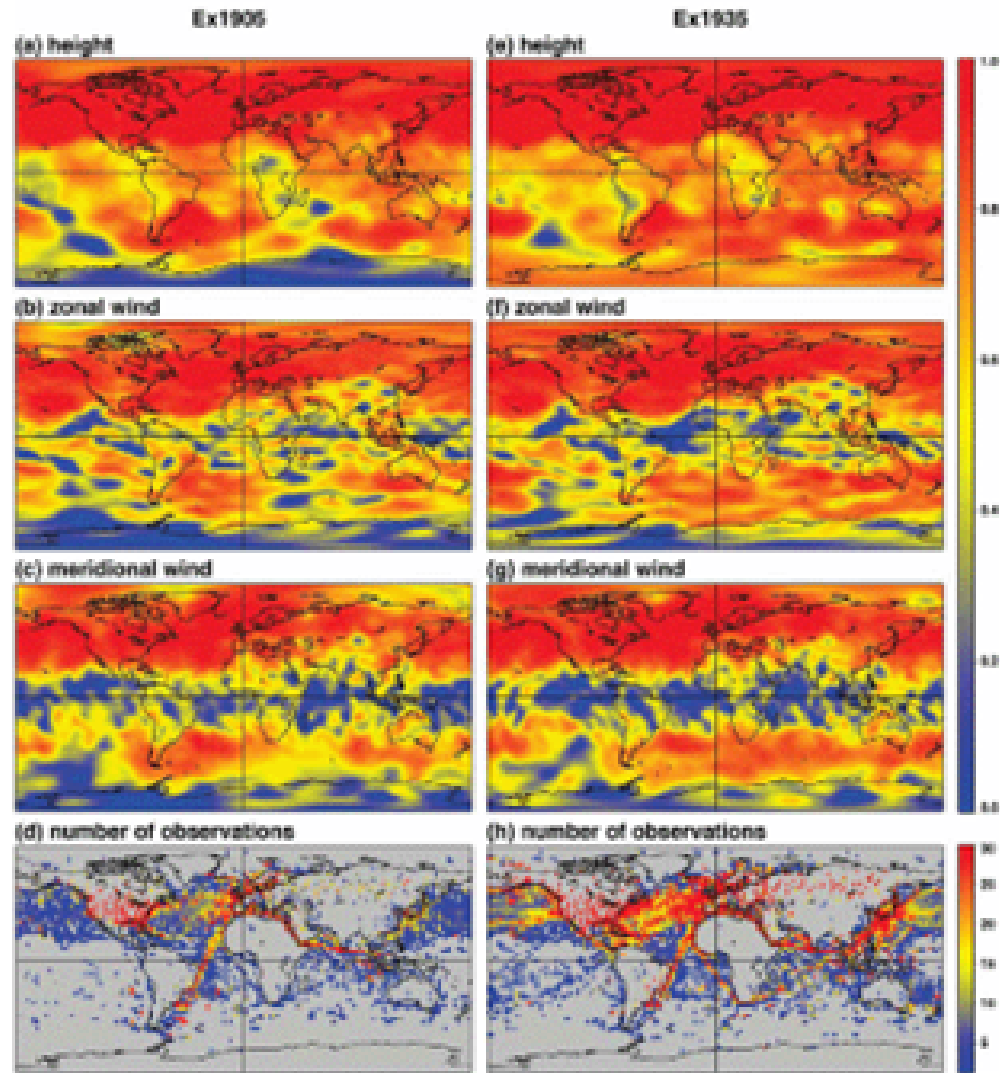 Ex1905
Ex1935
(a) height
(e) height
1.0
0.8
0.6
0.4
0.2
0.0
(b) zonal wind
(f) zonal wind
(c) meridional wind
(g) meridional wind
(d) number of observations
(h) number of observations
30
25
20
15
10
5